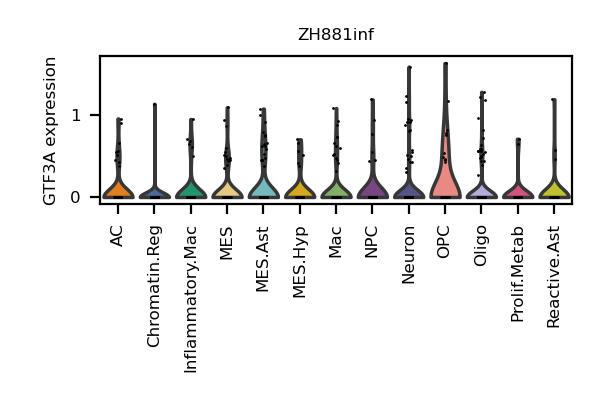 ZH881inf
GTF3A expression
1
0
AC
Chromatin.Reg
Inflammatory.Mac
MES
MES.Ast
MES.Hyp
Mac
NPC
Neuron
OPC
Oligo
Prolif.Metab
Reactive.Ast